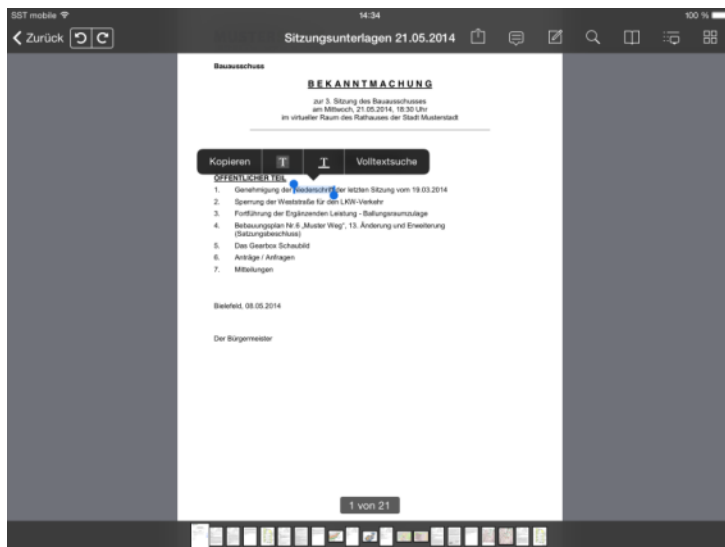 SST mobile
14:34
100 %
Zurück
Sitzungsunterlagen 21.05.2014
Bauausschuss
BEKANNTMACHUNG
zur 3. Sitzung des Bauausschusses
am Mittwoch, 21.05.2014, 18:30 Uhr
im virtueller Raum des Rathauses der Stadt Musterstadt
Kopieren T T Volltextsuche
ÖFFENTLICHER TEIL
1. Genehmigung der Niederschrift der letzten Sitzung vom 19.03.2014
2. Sperrung der Weststraße für den LKW-Verkehr
3. Fortführung der Ergänzenden Leistung - Ballungsraumzulage
4. Bebauungsplan Nr.6 „Muster Weg", 13. Änderung und Erweiterung
(Satzungsbeschluss)
5. Das Gearbox Schaubild
6. Anträge / Anfragen
7. Mitteilungen
Bielefeld, 08.05.2014
Der Bürgermeister
1 von 21